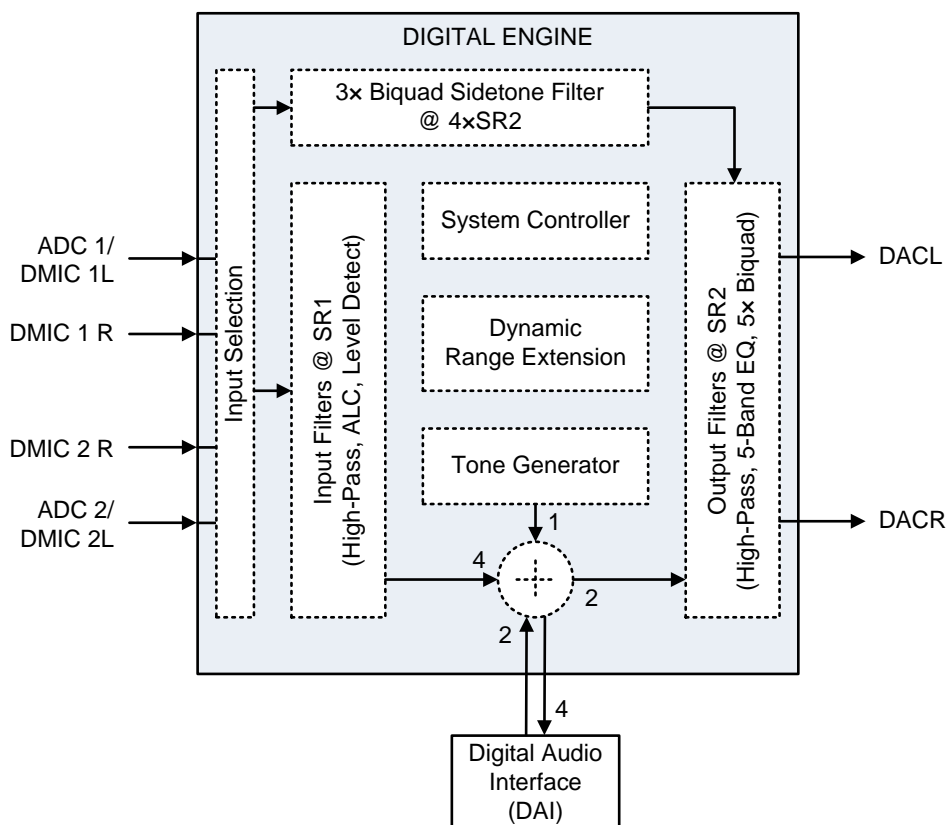 DIGITAL ENGINE
3× Biquad Sidetone Filter
@ 4×SR2
ADC 1/
DMIC 1L
DMIC 1 R
DMIC 2 R
ADC 2/
DMIC 2L
Input Selection
Input Filters @ SR1
(High-Pass, ALC, Level Detect)
System Controller
Dynamic
Range Extension
Tone Generator
1
4
2
2
4
Output Filters @ SR2
(High-Pass, 5-Band EQ, 5× Biquad)
DACL
DACR
Digital Audio
Interface
(DAI)